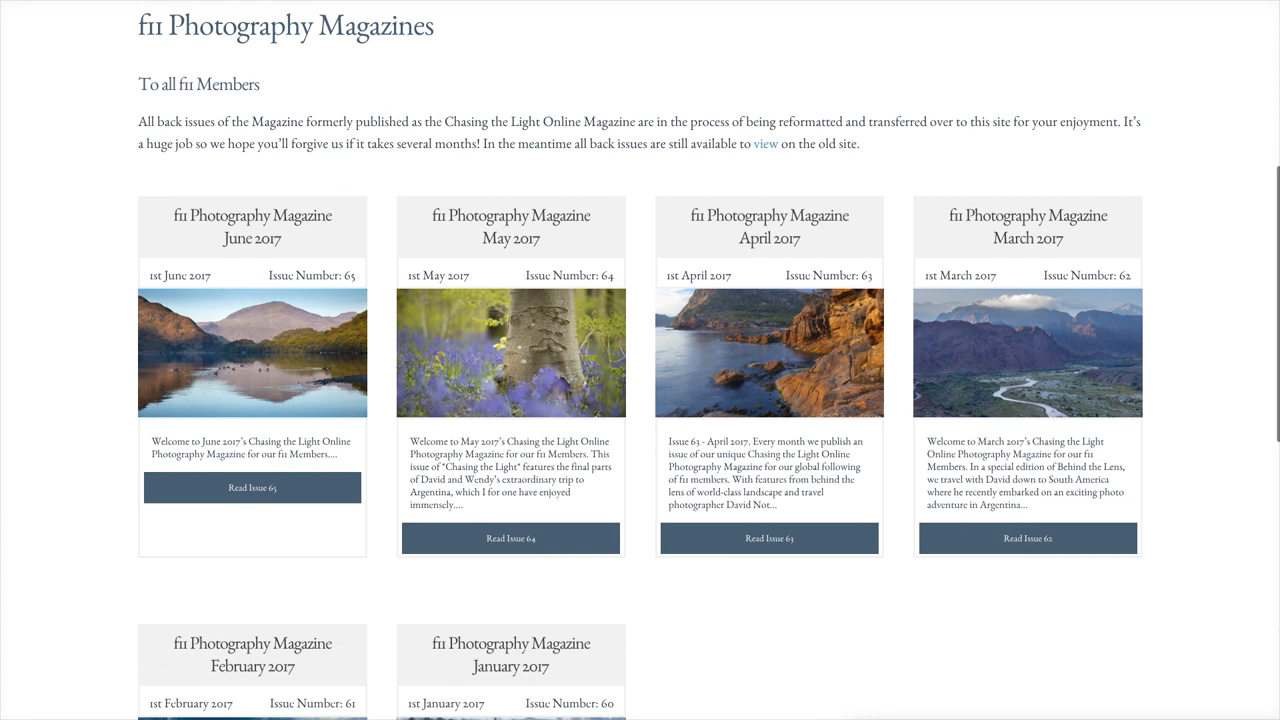 f11 Photography Magazines
To all f11 Members
All back issues of the Magazine formerly published as the Chasing the Light Online Magazine are in the process of being reformatted and transferred over to this site for your enjoyment. It’s
a huge job so we hope you’ll forgive us if it takes several months! In the meantime all back issues are still available to view on the old site.
f11 Photography Magazine
June 2017
1st June 2017 Issue Number: 65
Welcome to June 2017’s Chasing the Light Online
Photography Magazine for our f11 Members....
Read Issue 65
f11 Photography Magazine
May 2017
1st May 2017 Issue Number: 64
Welcome to May 2017’s Chasing the Light Online
Photography Magazine for our f11 Members. This
issue of *Chasing the Light* features the final parts
of David and Wendy’s extraordinary trip to
Argentina, which I for one have enjoyed
immensely....
Read Issue 64
f11 Photography Magazine
April 2017
1st April 2017 Issue Number: 63
Issue 63 - April 2017. Every month we publish an
issue of our unique Chasing the Light Online
Photography Magazine for our global following
of f11 members. With features from behind the
lens of world-class landscape and travel
photographer David Not...
Read Issue 63
f11 Photography Magazine
March 2017
1st March 2017 Issue Number: 62
Welcome to March 2017’s Chasing the Light
Online Photography Magazine for our f11
Members. In a special edition of Behind the Lens,
we travel with David down to South America
where he recently embarked on an exciting photo
adventure in Argentina...
Read Issue 62
f11 Photography Magazine
February 2017
1st February 2017 Issue Number: 61
f11 Photography Magazine
January 2017
1st January 2017 Issue Number: 60